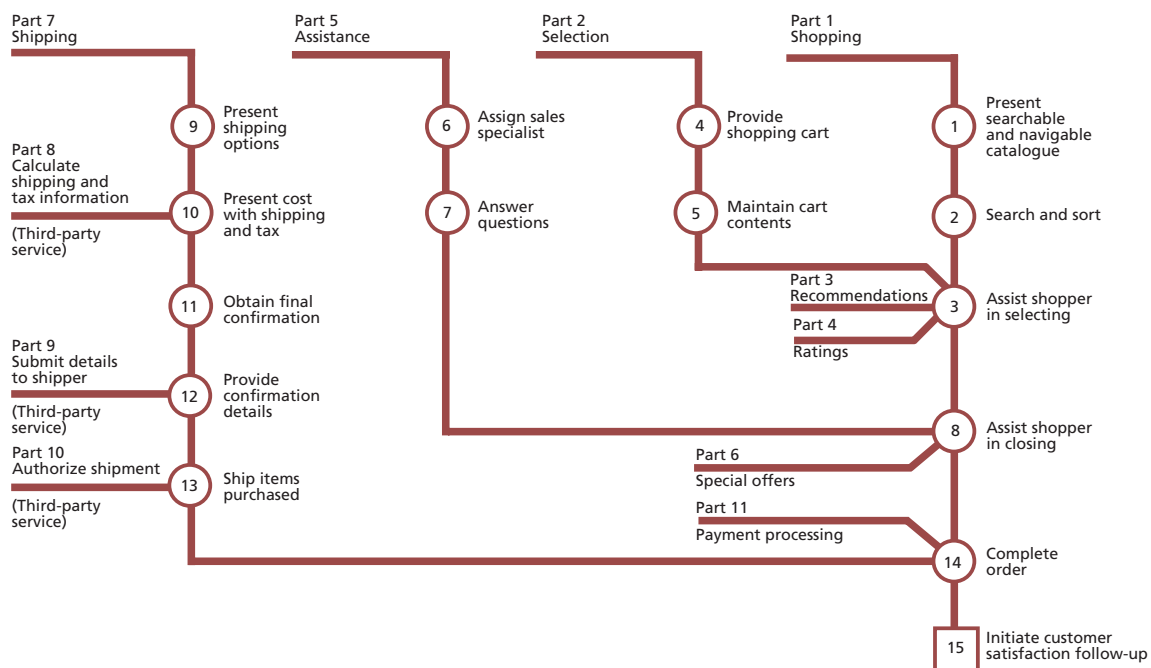 Part 7
Shipping
Part 5
Assistance
Part 2
Selection
Part 1
Shopping
9
Present
shipping
options
6
Assign sales
specialist
4
Provide
shopping cart
1
Present
searchable
and navigable
catalogue
Part 8
Calculate
shipping and
tax information
(Third-party
service)
10
Present cost
with shipping
and tax
7
Answer
questions
5
Maintain cart
contents
2
Search and sort
11
Obtain final
confirmation
Part 3
Recommendations
Part 4
Ratings
3
Assist shopper
in selecting
Part 9
Submit details
to shipper
(Third-party
service)
12
Provide
confirmation
details
8
Assist shopper
in closing
Part 6
Special offers
Part 10
Authorize shipment
(Third-party
service)
13
Ship items
purchased
Part 11
Payment processing
14
Complete
order
15
Initiate customer
satisfaction follow-up